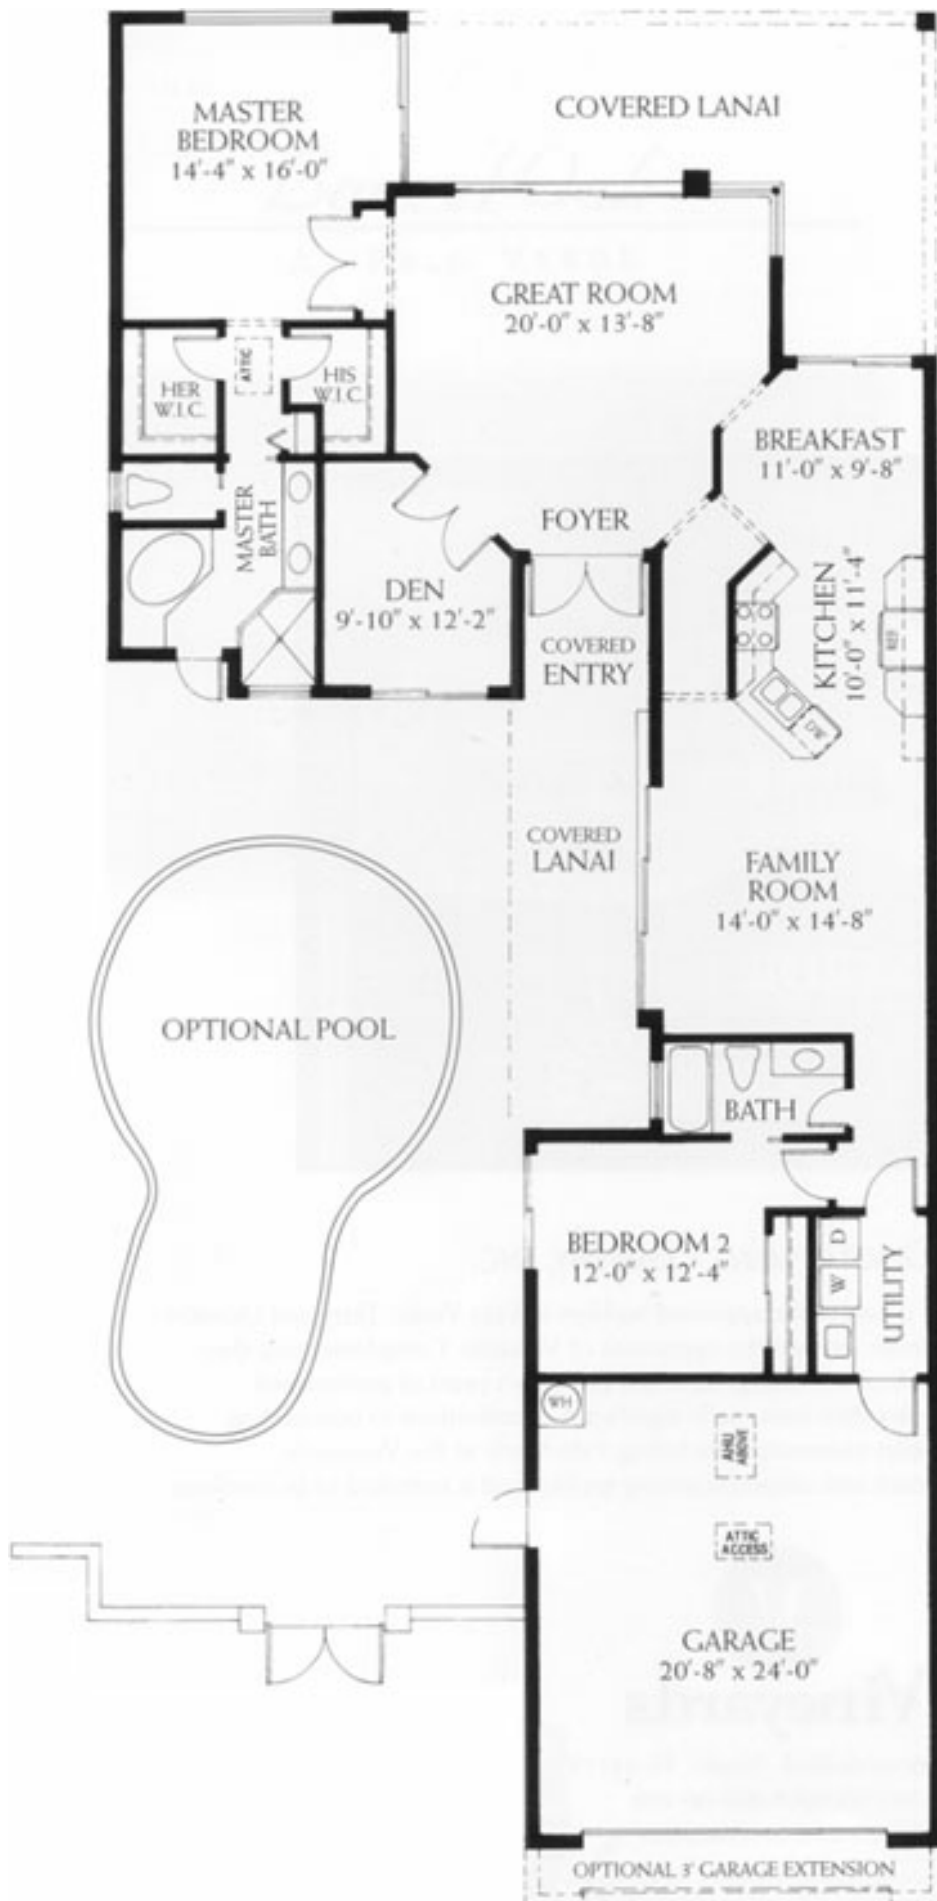 MASTER
BEDROOM
14'-4" x 16'-0"
COVERED LANAI
GREAT ROOM
20'-0" x 13'-8"
HER
W.I.C.
ATTIC
HIS
W.I.C.
BREAKFAST
11'-0" x 9'-8"
MASTER
BATH
FOYER
DEN
9'-10" x 12'-2"
COVERED
ENTRY
KITCHEN
10'-0" x 11'-4"
REF
DW
COVERED
LANAI
FAMILY
ROOM
14'-0" x 14'-8"
OPTIONAL POOL
BATH
BEDROOM 2
12'-0" x 12'-4"
D
W
UTILITY
WH
AHU
ABOVE
ATTIC
ACCESS
GARAGE
20'-8" x 24'-0"
OPTIONAL 3' GARAGE EXTENSION